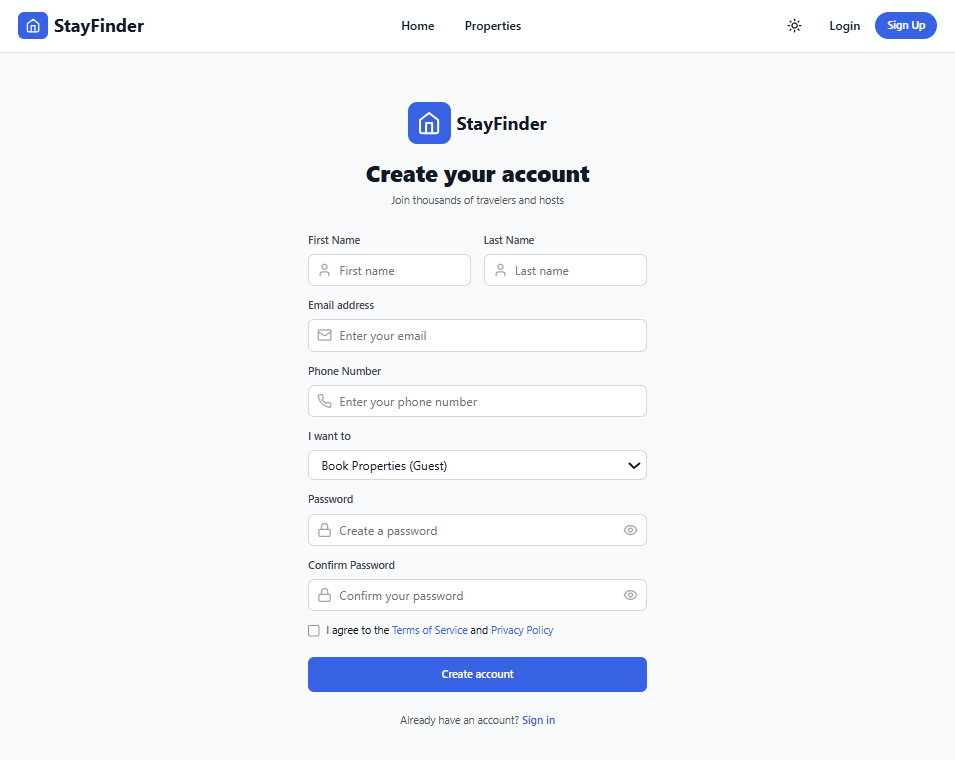 StayFinder Home Properties Login Sign Up
StayFinder
Create your account
Join thousands of travelers and hosts
First Name Last Name
First name Last name
Email address
Enter your email
Phone Number
Enter your phone number
I want to
Book Properties (Guest)
Password
Create a password
Confirm Password
Confirm your password
I agree to the Terms of Service and Privacy Policy
Create account
Already have an account? Sign in